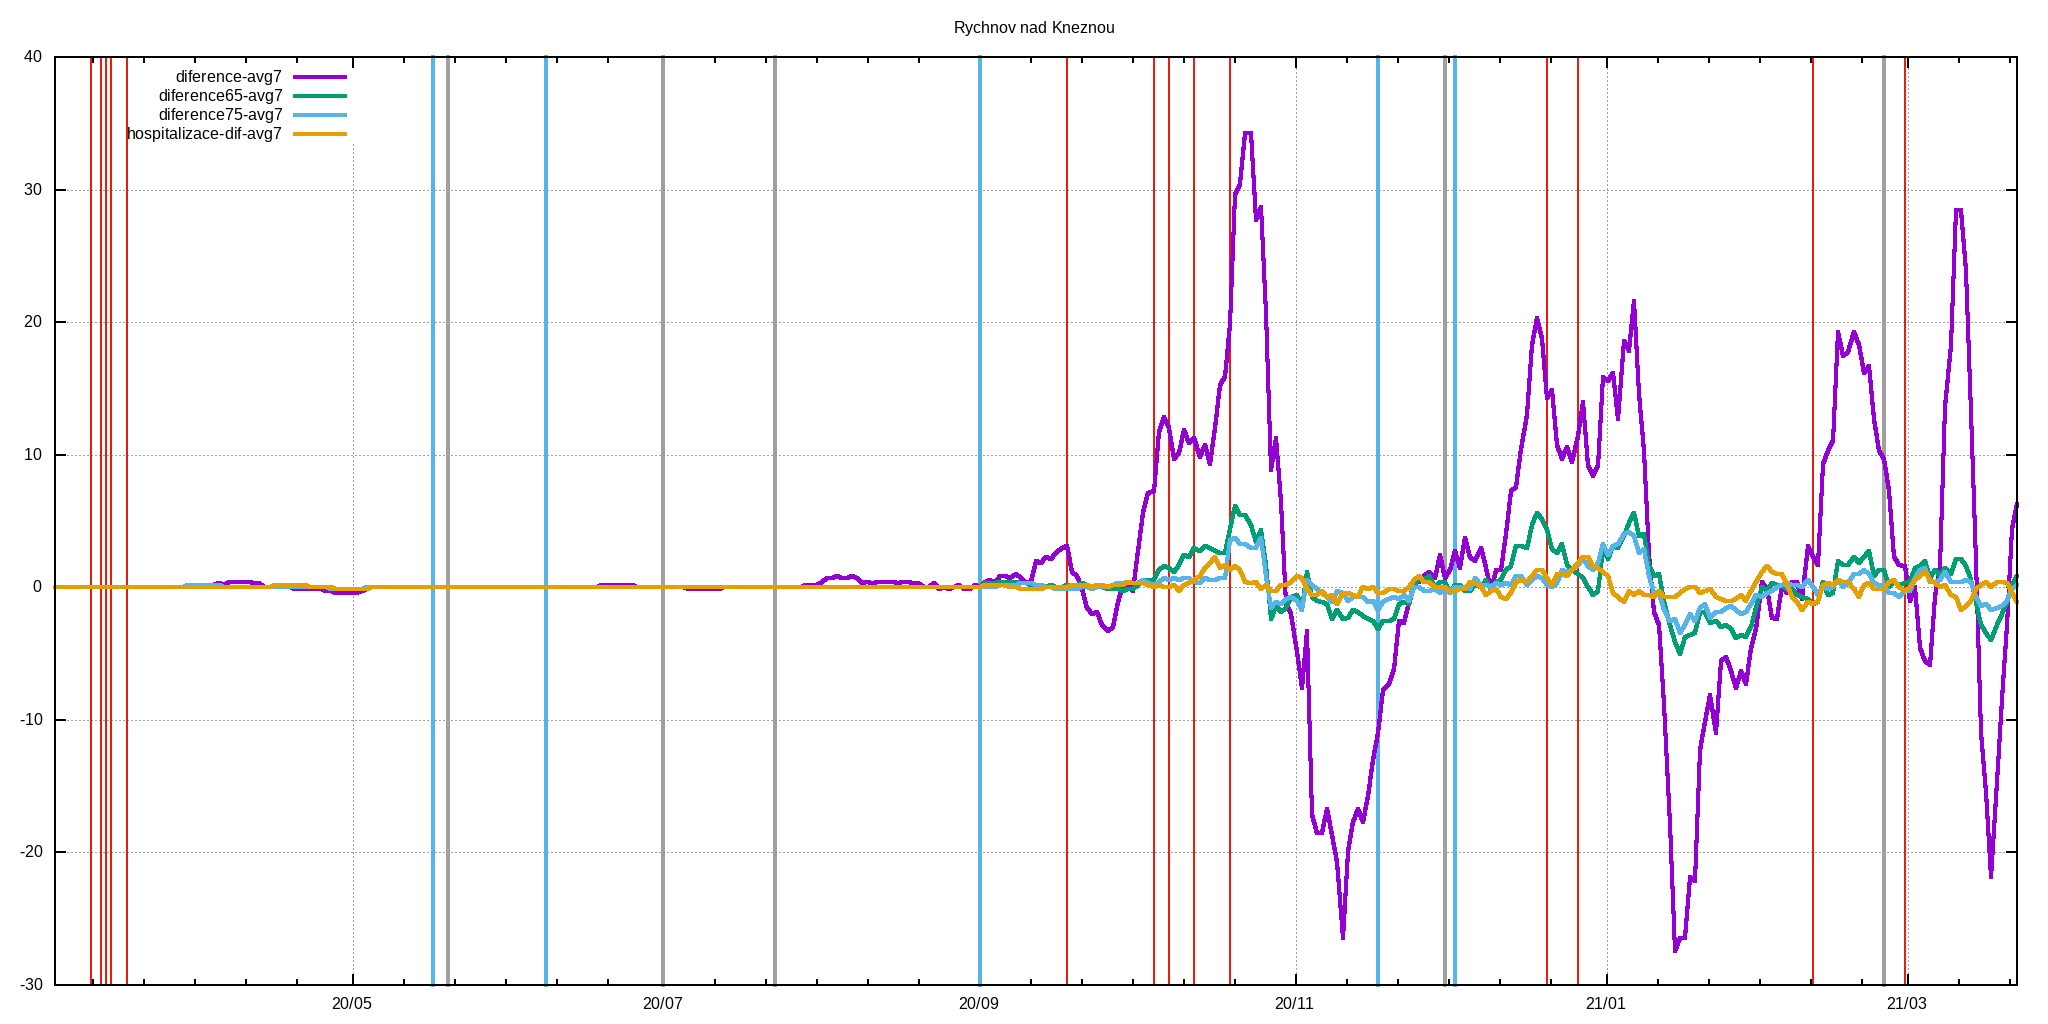 Rychnov nad Kneznou
40
30
20
10
0
-10
-20
-30
diference-avg7
diference65-avg7
diference75-avg7
hospitalizace-dif-avg7
20/05
20/07
20/09
20/11
21/01
21/03